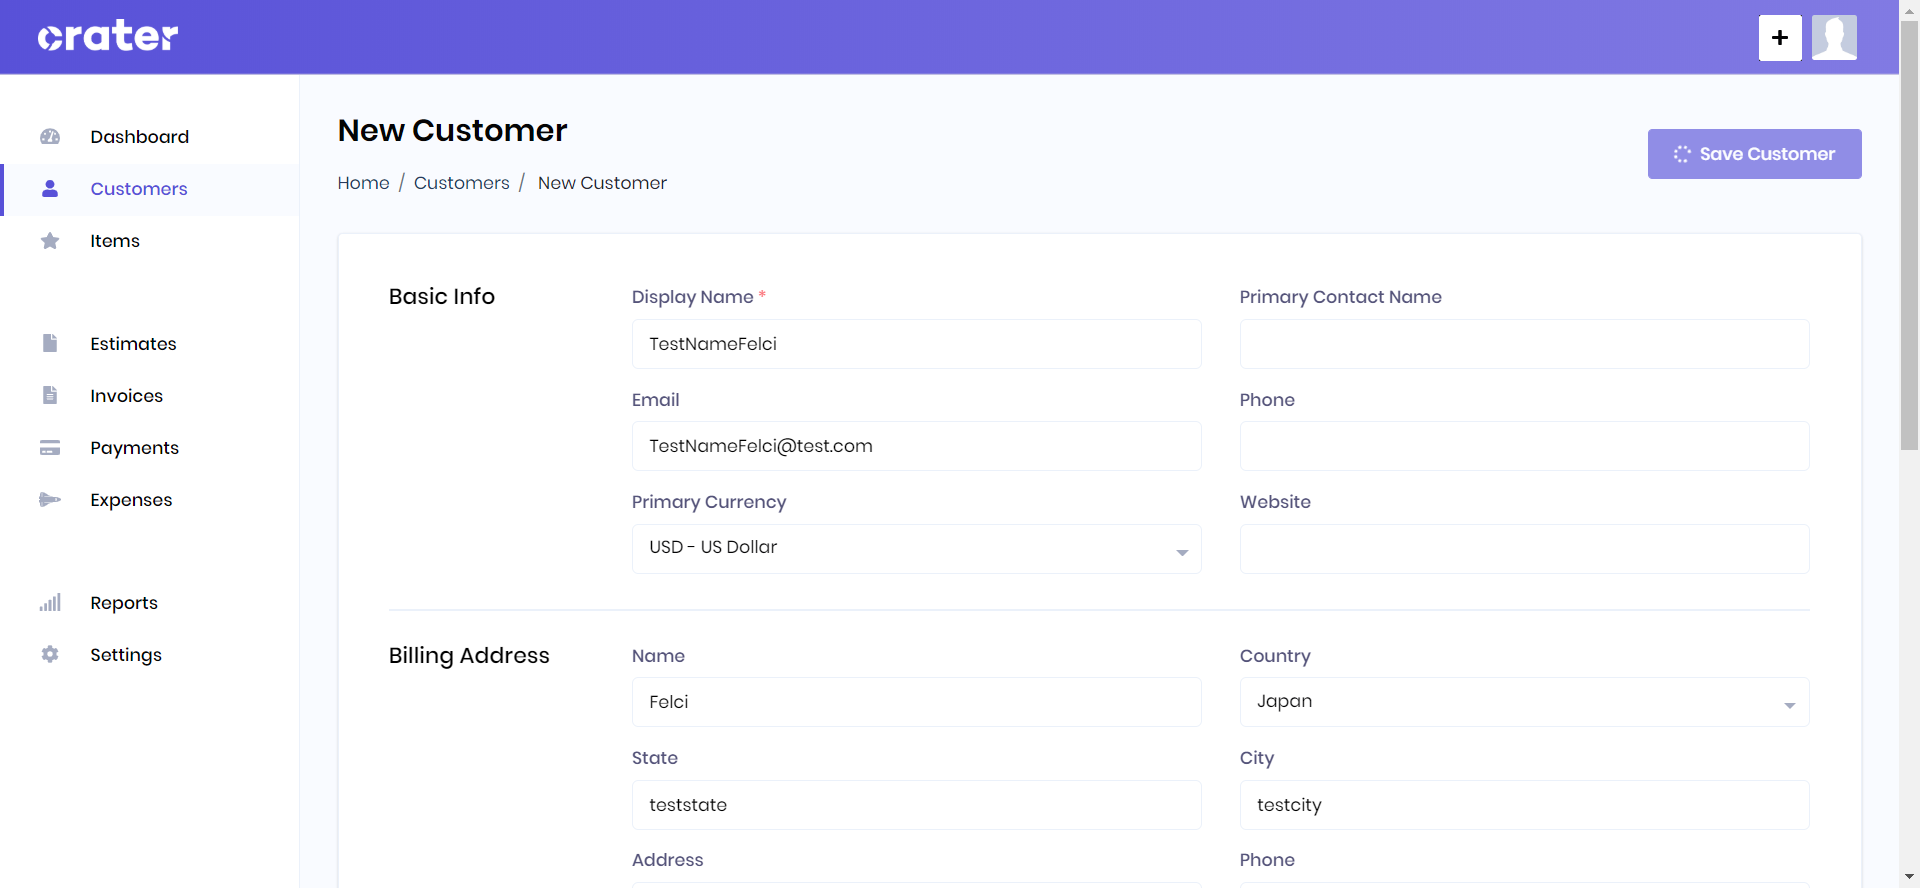 crater
+
Dashboard
Customers
Items
Estimates
Invoices
Payments
Expenses
Reports
Settings
New Customer
Home / Customers / New Customer
Save Customer
Basic Info
Display Name *
Primary Contact Name
TestNameFelci
Email
Phone
TestNameFelci@test.com
Primary Currency
Website
USD - US Dollar
Billing Address
Name
Country
Felci
Japan
State
City
teststate
testcity
Address
Phone